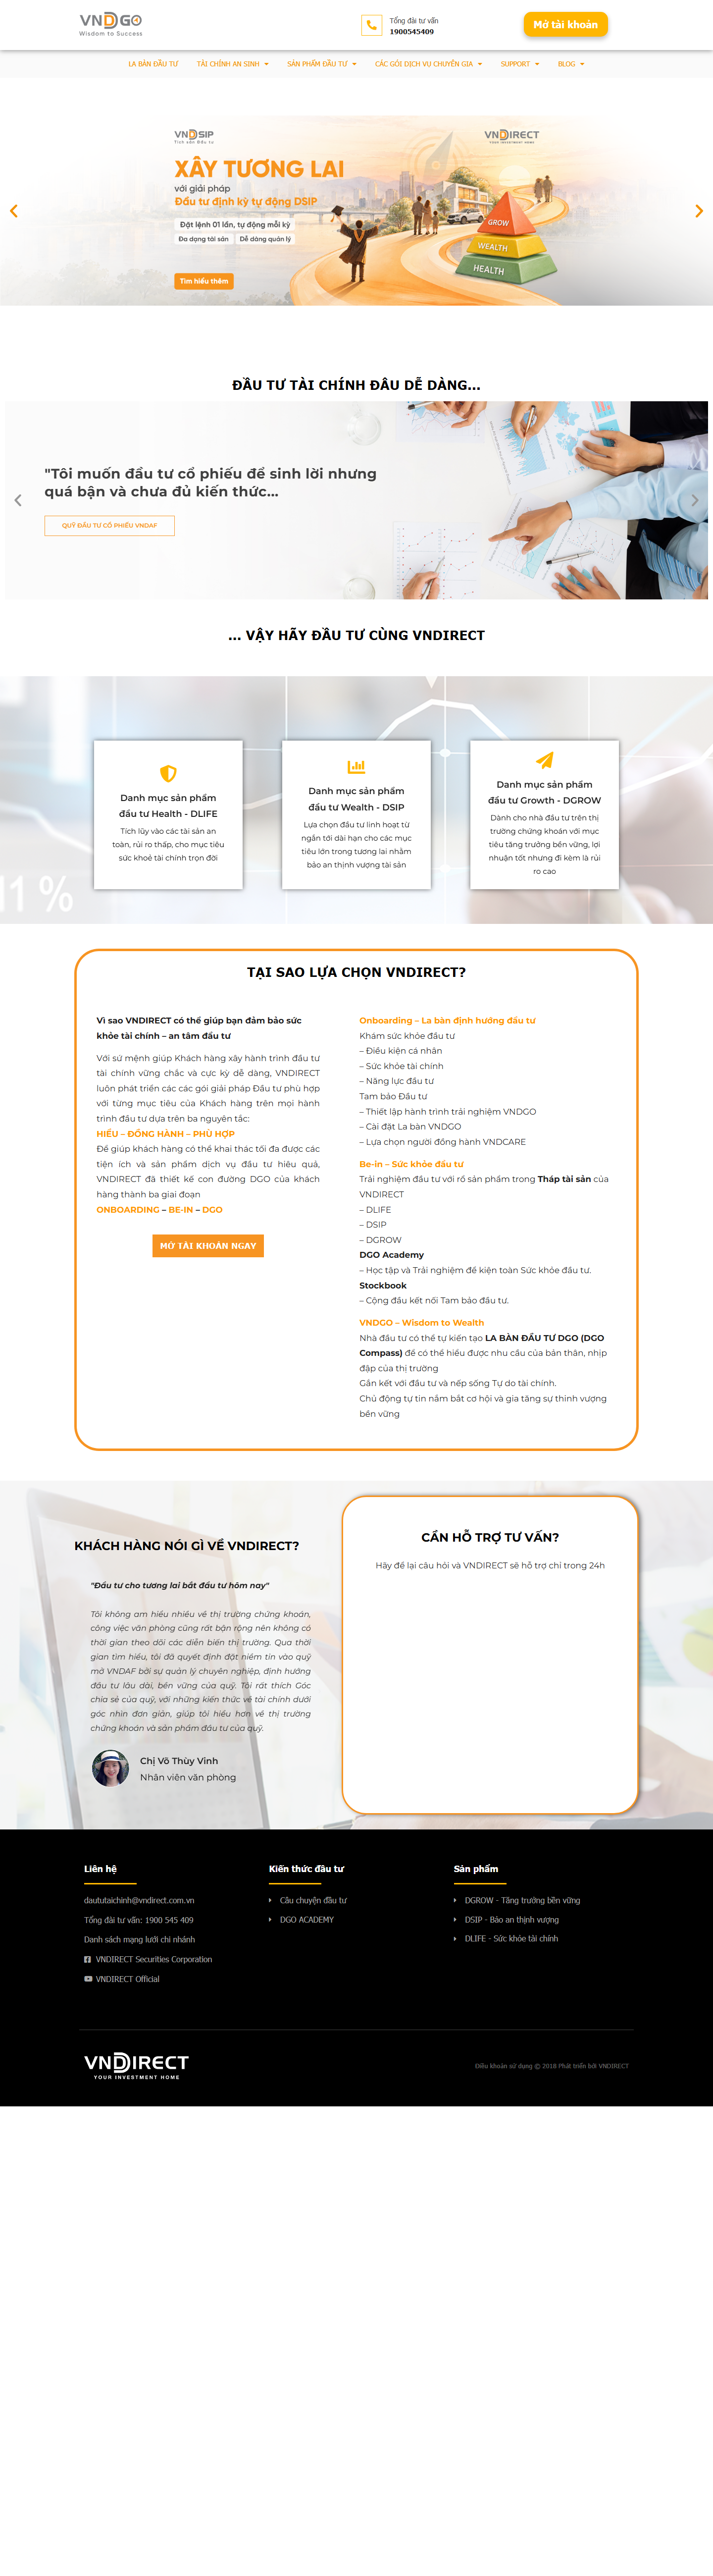 VNDGO
Wisdom to Success
Tổng đài tư vấn
1900545409
Mở tài khoản
LA BÀN ĐẦU TƯ
TÀI CHÍNH AN SINH
SẢN PHẨM ĐẦU TƯ
CÁC GÓI DỊCH VỤ CHUYÊN GIA
SUPPORT
BLOG
VNDSIP
Tích sản Đầu tư
VNDIRECT
YOUR INVESTMENT HOME
XÂY TƯƠNG LAI
với giải pháp
Đầu tư định kỳ tự động DSIP
Đặt lệnh 01 lần, tự động mỗi kỳ
Đa dạng tài sản
Dễ dàng quản lý
Tìm hiểu thêm
GROW
WEALTH
HEALTH
ĐẦU TƯ TÀI CHÍNH ĐÂU DỄ DÀNG...
"Tôi muốn đầu tư cổ phiếu để sinh lời nhưng
quá bận và chưa đủ kiến thức...
QUỸ ĐẦU TƯ CỔ PHIẾU VNDAF
... VẬY HÃY ĐẦU TƯ CÙNG VNDIRECT
11 %
Danh mục sản phẩm
đầu tư Health - DLIFE
Tích lũy vào các tài sản an
toàn, rủi ro thấp, cho mục tiêu
sức khoẻ tài chính trọn đời
Danh mục sản phẩm
đầu tư Wealth - DSIP
Lựa chọn đầu tư linh hoạt từ
ngắn tới dài hạn cho các mục
tiêu lớn trong tương lai nhằm
bảo an thịnh vượng tài sản
Danh mục sản phẩm
đầu tư Growth - DGROW
Dành cho nhà đầu tư trên thị
trường chứng khoán với mục
tiêu tăng trưởng bền vững, lợi
nhuận tốt nhưng đi kèm là rủi
ro cao
TẠI SAO LỰA CHỌN VNDIRECT?
Vì sao VNDIRECT có thể giúp bạn đảm bảo sức
khỏe tài chính – an tâm đầu tư
Với sứ mệnh giúp Khách hàng xây hành trình đầu tư
tài chính vững chắc và cực kỳ dễ dàng, VNDIRECT
luôn phát triển các các gói giải pháp Đầu tư phù hợp
với từng mục tiêu của Khách hàng trên mọi hành
trình đầu tư dựa trên ba nguyên tắc:
HIỂU – ĐỒNG HÀNH – PHÙ HỢP
Để giúp khách hàng có thể khai thác tối đa được các
tiện ích và sản phẩm dịch vụ đầu tư hiệu quả,
VNDIRECT đã thiết kế con đường DGO của khách
hàng thành ba giai đoạn
ONBOARDING – BE-IN – DGO
MỞ TÀI KHOẢN NGAY
Onboarding – La bàn định hướng đầu tư
Khám sức khỏe đầu tư
– Điều kiện cá nhân
– Sức khỏe tài chính
– Năng lực đầu tư
Tam bảo Đầu tư
– Thiết lập hành trình trải nghiệm VNDGO
– Cài đặt La bàn VNDGO
– Lựa chọn người đồng hành VNDCARE
Be-in – Sức khỏe đầu tư
Trải nghiệm đầu tư với rổ sản phẩm trong Tháp tài sản của
VNDIRECT
– DLIFE
– DSIP
– DGROW
DGO Academy
– Học tập và Trải nghiệm để kiện toàn Sức khỏe đầu tư.
Stockbook
– Cộng đầu kết nối Tam bảo đầu tư.
VNDGO – Wisdom to Wealth
Nhà đầu tư có thể tự kiến tạo LA BÀN ĐẦU TƯ DGO (DGO
Compass) để có thể hiểu được nhu cầu của bản thân, nhịp
đập của thị trường
Gắn kết với đầu tư và nếp sống Tự do tài chính.
Chủ động tự tin nắm bắt cơ hội và gia tăng sự thịnh vượng
bền vững
KHÁCH HÀNG NÓI GÌ VỀ VNDIRECT?
"Đầu tư cho tương lai bắt đầu từ hôm nay"
Tôi không am hiểu nhiều về thị trường chứng khoán,
công việc văn phòng cũng rất bận rộng nên không có
thời gian theo dõi các diễn biến thị trường. Qua thời
gian tìm hiểu, tôi đã quyết định đặt niềm tin vào quỹ
mở VNDAF bởi sự quản lý chuyên nghiệp, định hướng
đầu tư lâu dài, bền vững của quỹ. Tôi rất thích Góc
chia sẻ của quỹ, với những kiến thức về tài chính dưới
góc nhìn đơn giản, giúp tôi hiểu hơn về thị trường
chứng khoán và sản phẩm đầu tư của quỹ.
Chị Võ Thùy Vinh
Nhân viên văn phòng
CẦN HỖ TRỢ TƯ VẤN?
Hãy để lại câu hỏi và VNDIRECT sẽ hỗ trợ chỉ trong 24h
Liên hệ
daututaichinh@vndirect.com.vn
Tổng đài tư vấn: 1900 545 409
Danh sách mạng lưới chi nhánh
VNDIRECT Securities Corporation
VNDIRECT Official
Kiến thức đầu tư
Câu chuyện đầu tư
DGO ACADEMY
Sản phẩm
DGROW - Tăng trưởng bền vững
DSIP - Bảo an thịnh vượng
DLIFE - Sức khỏe tài chính
VNDIRECT
YOUR INVESTMENT HOME
Điều khoản sử dụng © 2018 Phát triển bởi VNDIRECT